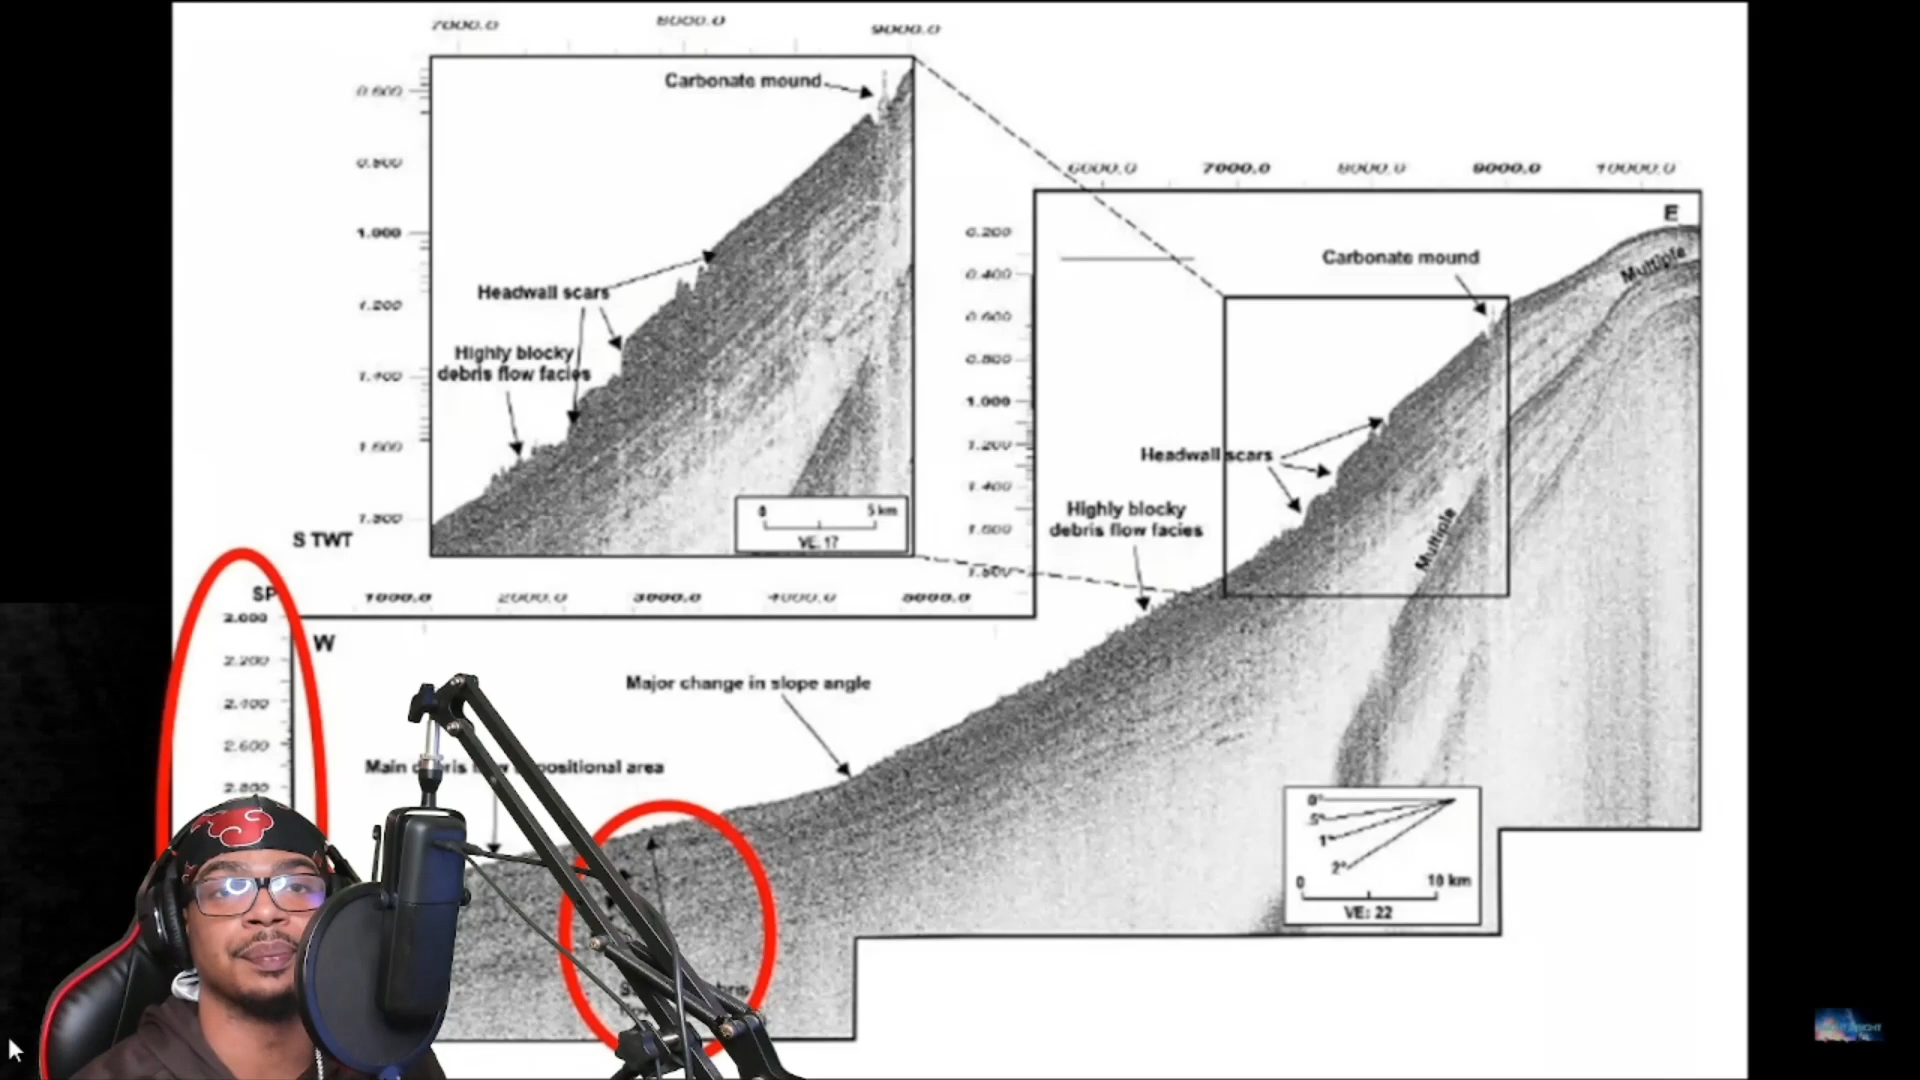 7000.0 8000.0 9000.0
Carbonate mound
0.600
0.800
1.000
1.200
1.400
1.600
1.800
Headwall scars
Highly blocky
debris flow facies
0 5 km
VE: 17
S TWT
6000.0 7000.0 8000.0 9000.0 10000.0
E
0.200
0.400
0.600
0.800
1.000
1.200
1.400
1.600
1.800
Carbonate mound
Multiple
Headwall scars
Highly blocky
debris flow facies
Multiple
SP 1000.0 2000.0 3000.0 4000.0 5000.0
2.000
2.200
2.400
2.600
2.800
W
Major change in slope angle
Main area
0°
.5°
1°
2°
0 10 km
VE: 22